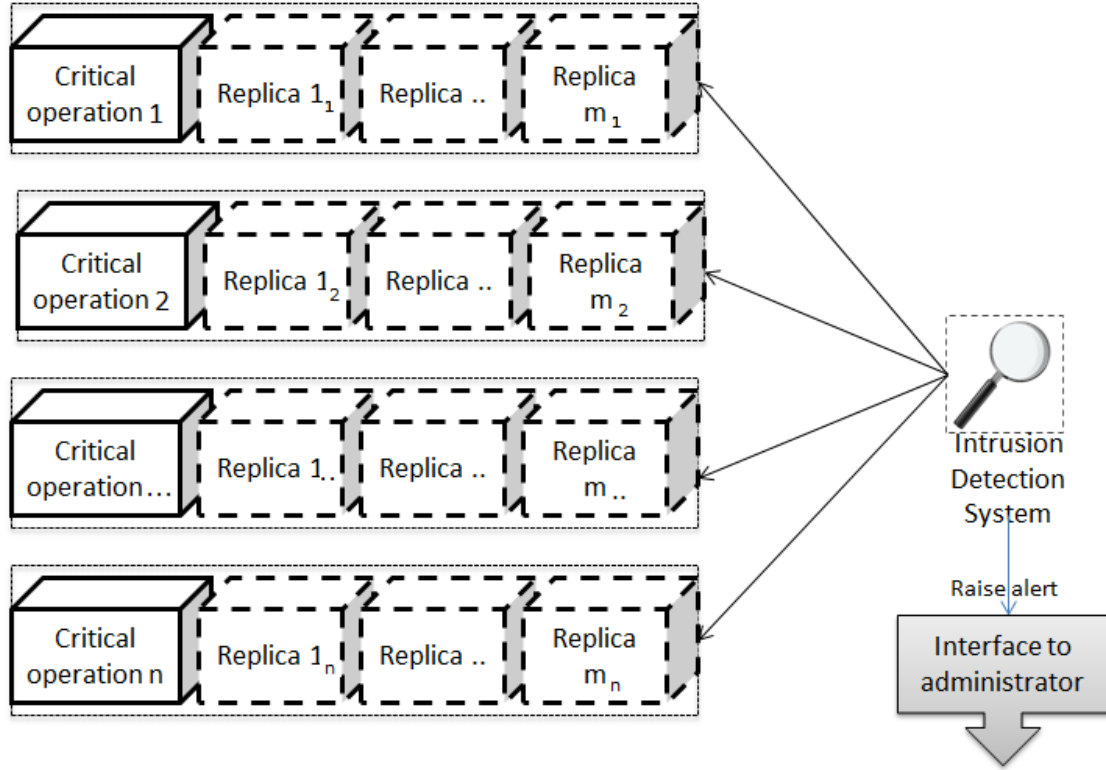 Critical
operation 1
Replica 1₁
Replica ..
Replica
m₁
Critical
operation 2
Replica 1₂
Replica ..
Replica
m₂
Critical
operation...
Replica 1..
Replica ..
Replica
m..
Critical
operation n
Replica 1ₙ
Replica ..
Replica
mₙ
Intrusion
Detection
System
Raise alert
Interface to
administrator